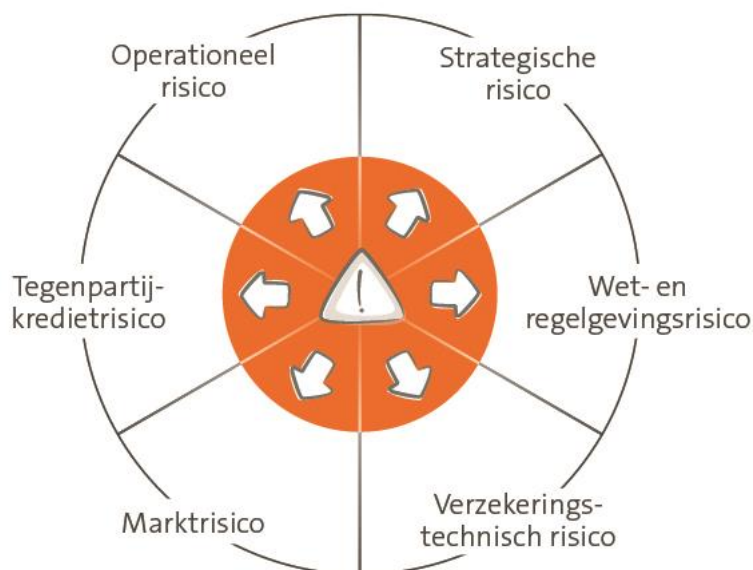 Operationeel
risico
Strategische
risico
Tegenpartij-
kredietrisico
!
Wet- en
regelgevingsrisico
Marktrisico
Verzekerings-
technisch risico